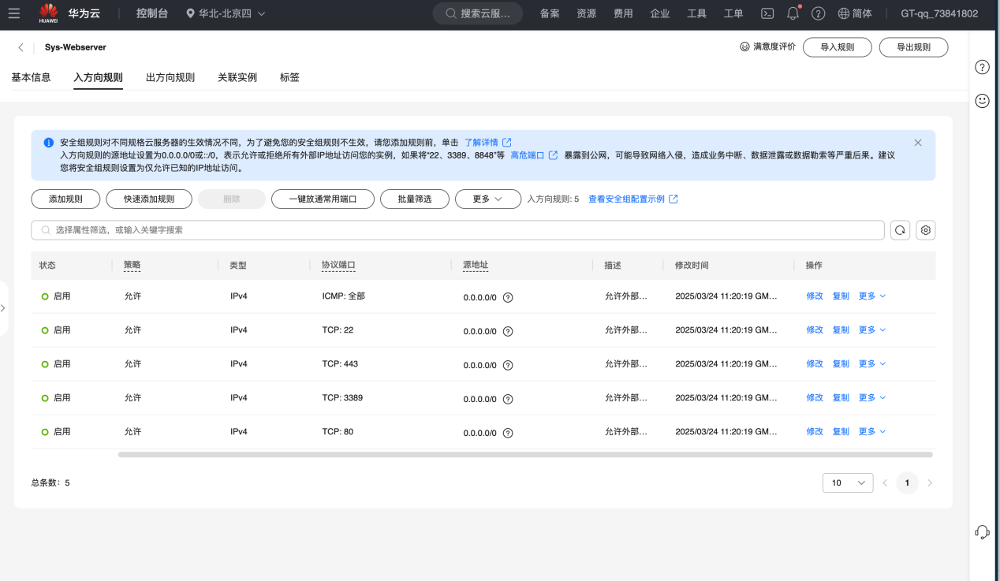 HUAWEI 华为云 控制台 华北-北京四 搜索云服... 备案 资源 费用 企业 工具 工单 简体 GT-qq_73841802
Sys-Webserver 满意度评价 导入规则 导出规则
基本信息 入方向规则 出方向规则 关联实例 标签
安全组规则对不同规格云服务器的生效情况不同，为了避免您的安全组规则不生效，请您添加规则前，单击 了解详情
入方向规则的源地址设置为0.0.0.0/0或::/0，表示允许或拒绝所有外部IP地址访问您的实例，如果将“22、3389、8848”等 高危端口 暴露到公网，可能导致网络入侵，造成业务中断、数据泄露或数据勒索等严重后果。建议
您将安全组规则设置为仅允许已知的IP地址访问。
添加规则 快速添加规则 删除 一键放通常用端口 批量筛选 更多 入方向规则: 5 查看安全组配置示例
选择属性筛选，或输入关键字搜索
状态 策略 类型 协议端口 源地址 描述 修改时间 操作
启用 允许 IPv4 ICMP: 全部 0.0.0.0/0 允许外部... 2025/03/24 11:20:19 GM... 修改 复制 更多
启用 允许 IPv4 TCP: 22 0.0.0.0/0 允许外部... 2025/03/24 11:20:19 GM... 修改 复制 更多
启用 允许 IPv4 TCP: 443 0.0.0.0/0 允许外部... 2025/03/24 11:20:19 GM... 修改 复制 更多
启用 允许 IPv4 TCP: 3389 0.0.0.0/0 允许外部... 2025/03/24 11:20:19 GM... 修改 复制 更多
启用 允许 IPv4 TCP: 80 0.0.0.0/0 允许外部... 2025/03/24 11:20:19 GM... 修改 复制 更多
总条数: 5 10 1